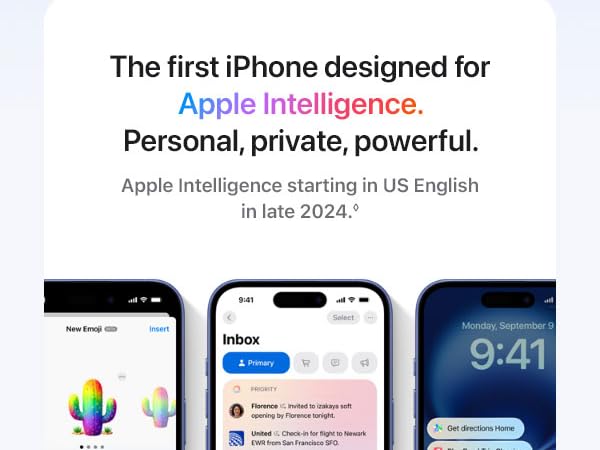 The first iPhone designed for
Apple Intelligence.
Personal, private, powerful.
Apple Intelligence starting in US English
in late 2024.◊
New Emoji BETA
Insert
9:41
Select
Inbox
Primary
PRIORITY
Florence Invited to izakaya soft
opening by Florence tonight.
United Check-in for flight to Newark
EWR from San Francisco SFO.
Monday, September 9
9:41
Get directions Home